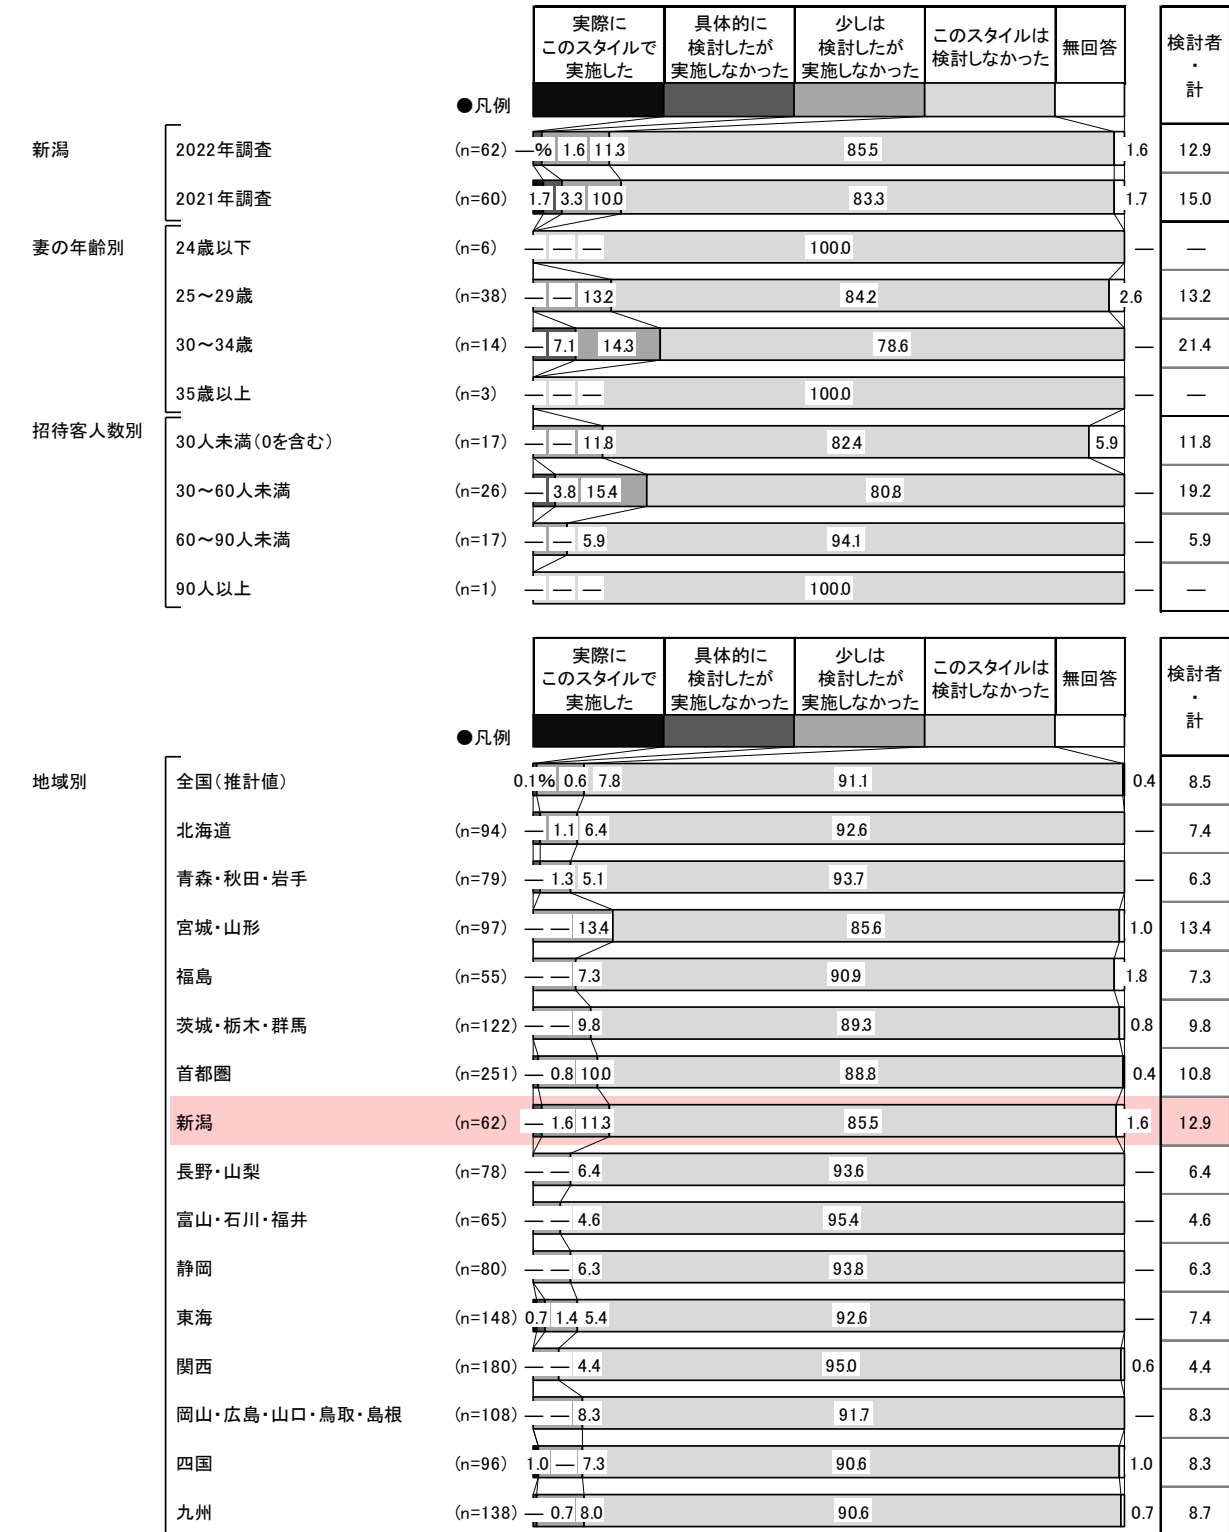 実際に このスタイルで 実施した 具体的に 検討したが 実施しなかった 少しは 検討したが 実施しなかった このスタイルは 検討しなかった 無回答 検討者・計
●凡例
新潟 2022年調査 (n=62) ―% 1.6 11.3 85.5 1.6 12.9
2021年調査 (n=60) 1.7 3.3 10.0 83.3 1.7 15.0
妻の年齢別 24歳以下 (n=6) ― ― ― 100.0 ― ―
25～29歳 (n=38) ― ― 13.2 84.2 2.6 13.2
30～34歳 (n=14) ― 7.1 14.3 78.6 ― 21.4
35歳以上 (n=3) ― ― ― 100.0 ― ―
招待客人数別 30人未満(0を含む) (n=17) ― ― 11.8 82.4 5.9 11.8
30～60人未満 (n=26) ― 3.8 15.4 80.8 ― 19.2
60～90人未満 (n=17) ― ― 5.9 94.1 ― 5.9
90人以上 (n=1) ― ― ― 100.0 ― ―
実際に このスタイルで 実施した 具体的に 検討したが 実施しなかった 少しは 検討したが 実施しなかった このスタイルは 検討しなかった 無回答 検討者・計
●凡例
地域別 全国(推計値) 0.1% 0.6 7.8 91.1 0.4 8.5
北海道 (n=94) ― 1.1 6.4 92.6 ― 7.4
青森・秋田・岩手 (n=79) ― 1.3 5.1 93.7 ― 6.3
宮城・山形 (n=97) ― ― 13.4 85.6 1.0 13.4
福島 (n=55) ― ― 7.3 90.9 1.8 7.3
茨城・栃木・群馬 (n=122) ― ― 9.8 89.3 0.8 9.8
首都圏 (n=251) ― 0.8 10.0 88.8 0.4 10.8
新潟 (n=62) ― 1.6 11.3 85.5 1.6 12.9
長野・山梨 (n=78) ― ― 6.4 93.6 ― 6.4
富山・石川・福井 (n=65) ― ― 4.6 95.4 ― 4.6
静岡 (n=80) ― ― 6.3 93.8 ― 6.3
東海 (n=148) 0.7 1.4 5.4 92.6 ― 7.4
関西 (n=180) ― ― 4.4 95.0 0.6 4.4
岡山・広島・山口・鳥取・島根 (n=108) ― ― 8.3 91.7 ― 8.3
四国 (n=96) 1.0 ― 7.3 90.6 1.0 8.3
九州 (n=138) ― 0.7 8.0 90.6 0.7 8.7